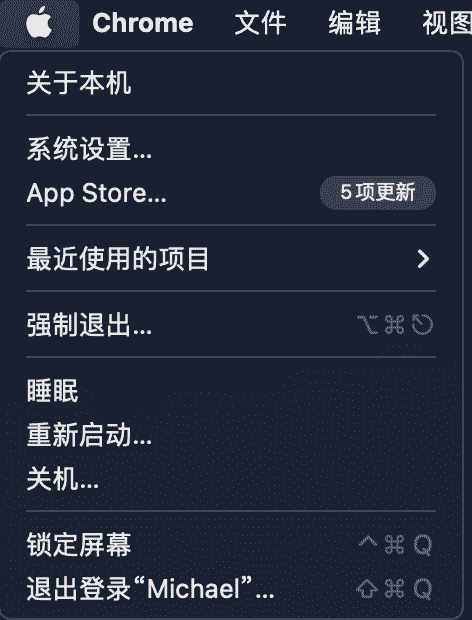 Chrome 文件 编辑 视图
关于本机
系统设置...
App Store... 5项更新
最近使用的项目
强制退出... ⌥⌘⎋
睡眠
重新启动...
关机...
锁定屏幕 ^⌘Q
退出登录“Michael”... ⇧⌘Q